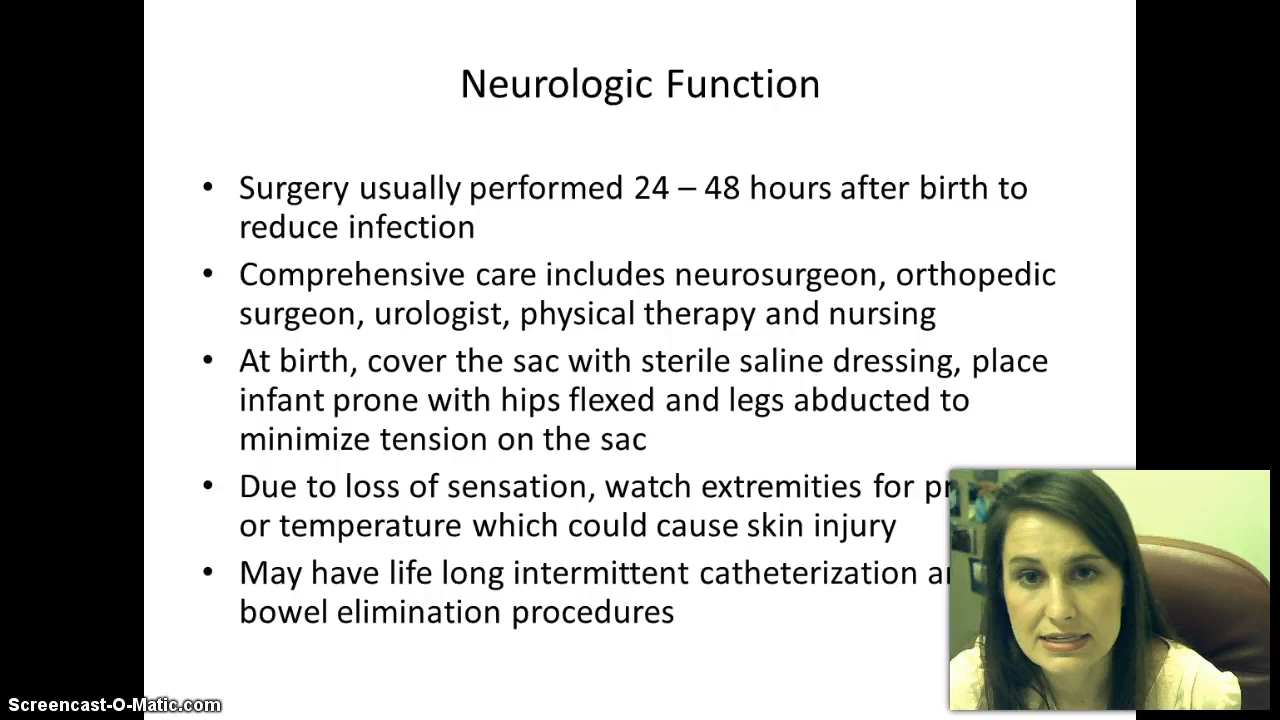 Neurologic Function
• Surgery usually performed 24 – 48 hours after birth to
reduce infection
• Comprehensive care includes neurosurgeon, orthopedic
surgeon, urologist, physical therapy and nursing
• At birth, cover the sac with sterile saline dressing, place
infant prone with hips flexed and legs abducted to
minimize tension on the sac
• Due to loss of sensation, watch extremities for
or temperature which could cause skin injury
• May have life long intermittent catheterization
bowel elimination procedures
Screencast-O-Matic.com